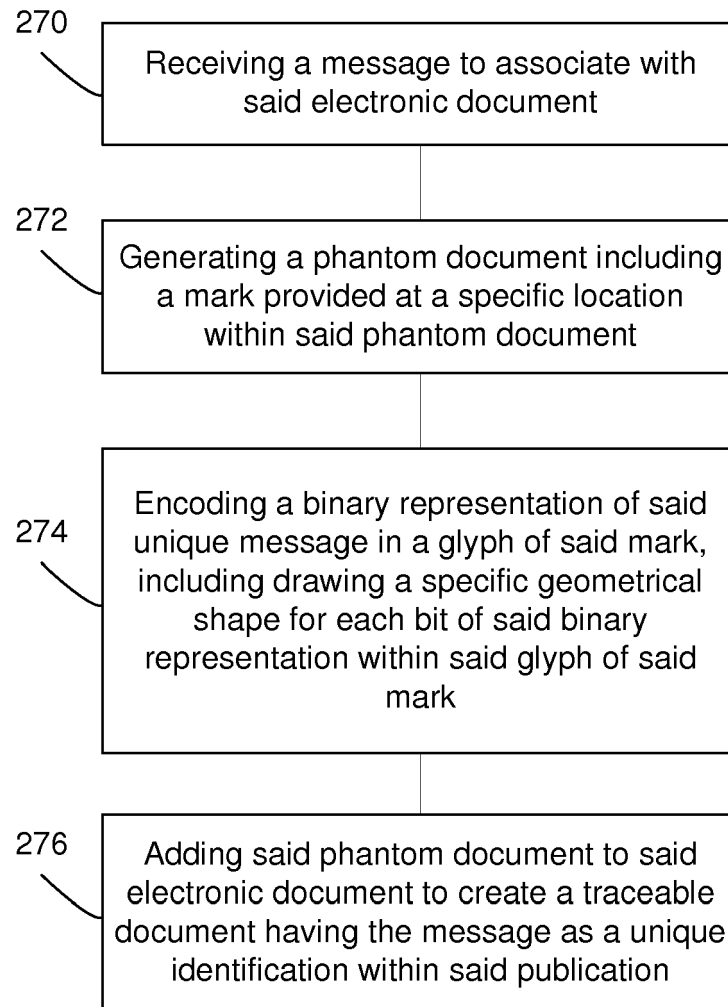 270
Receiving a message to associate with
said electronic document
272
Generating a phantom document including
a mark provided at a specific location
within said phantom document
274
Encoding a binary representation of said
unique message in a glyph of said mark,
including drawing a specific geometrical
shape for each bit of said binary
representation within said glyph of said
mark
276
Adding said phantom document to said
electronic document to create a traceable
document having the message as a unique
identification within said publication